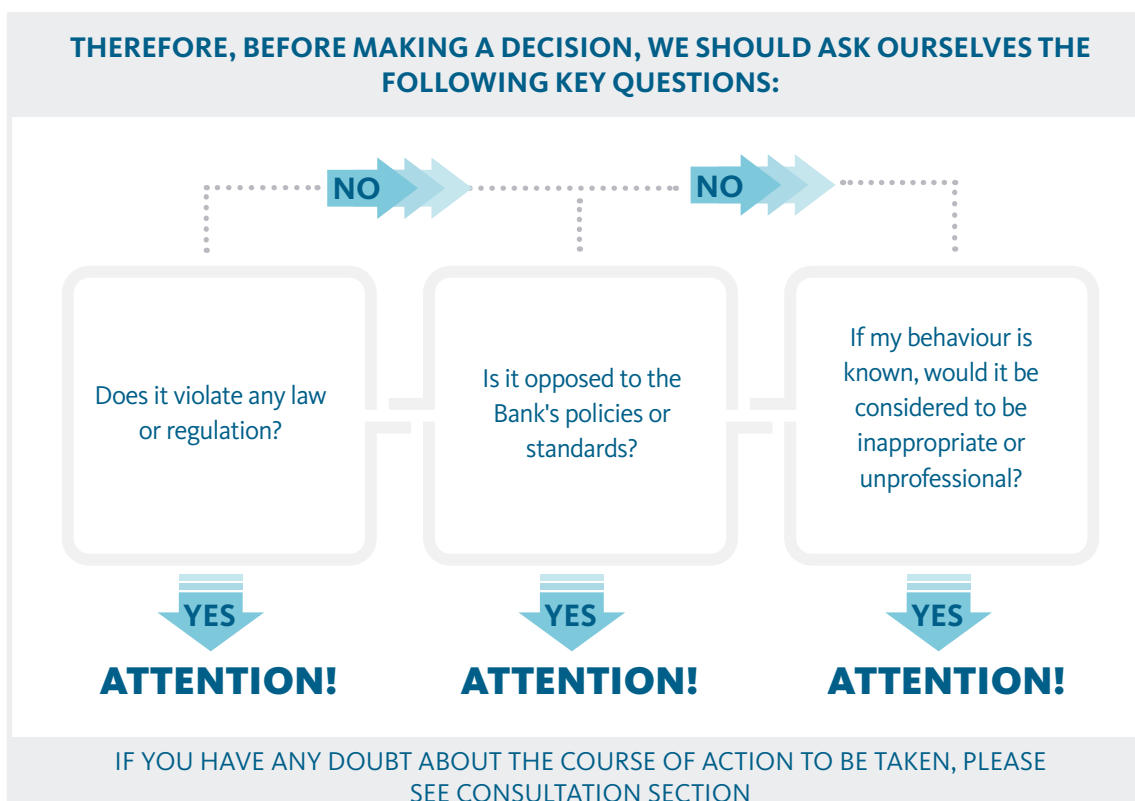 THEREFORE, BEFORE MAKING A DECISION, WE SHOULD ASK OURSELVES THE
FOLLOWING KEY QUESTIONS:
NO
NO
Does it violate any law
or regulation?
Is it opposed to the
Bank's policies or
standards?
If my behaviour is
known, would it be
considered to be
inappropriate or
unprofessional?
YES
YES
YES
ATTENTION!
ATTENTION!
ATTENTION!
IF YOU HAVE ANY DOUBT ABOUT THE COURSE OF ACTION TO BE TAKEN, PLEASE
SEE CONSULTATION SECTION